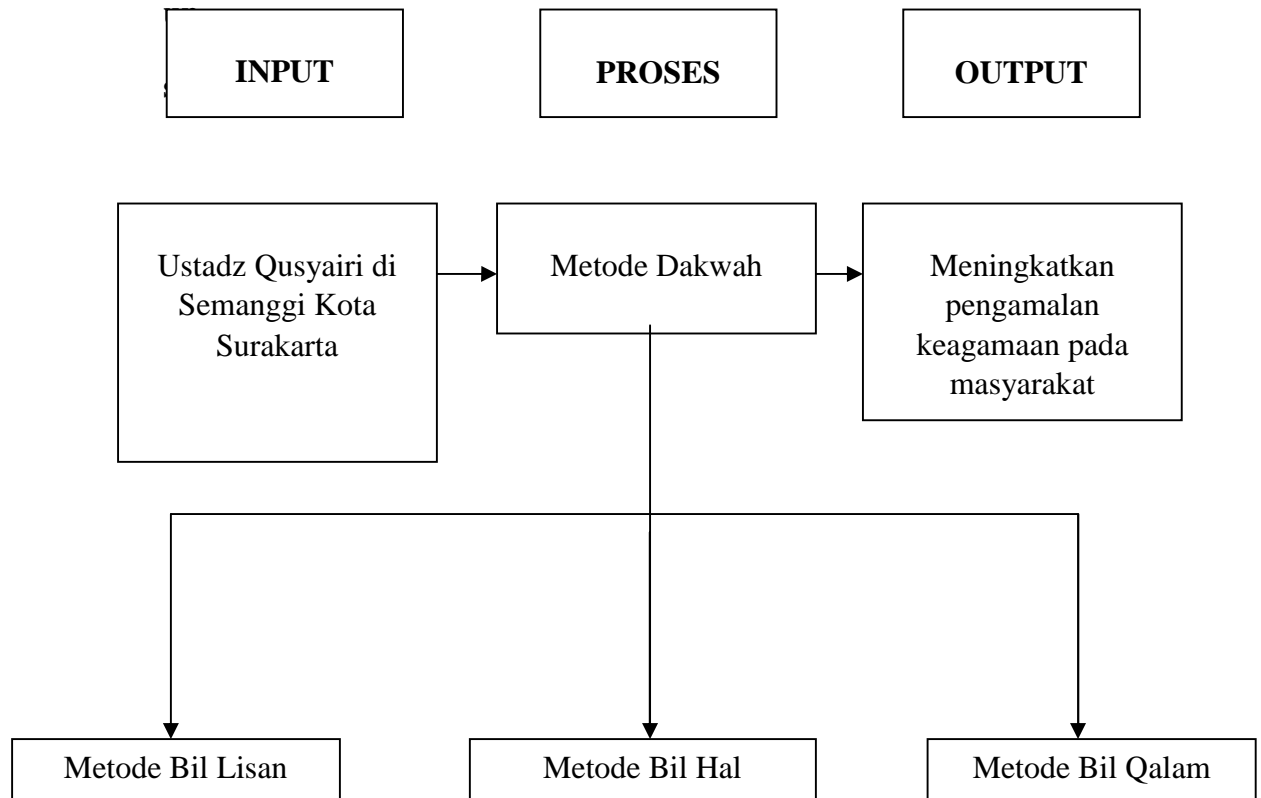 INPUT
PROSES
OUTPUT
Ustadz Qusyairi di
Semanggi Kota
Surakarta
Metode Dakwah
Meningkatkan
pengamalan
keagamaan pada
masyarakat
Metode Bil Lisan
Metode Bil Hal
Metode Bil Qalam